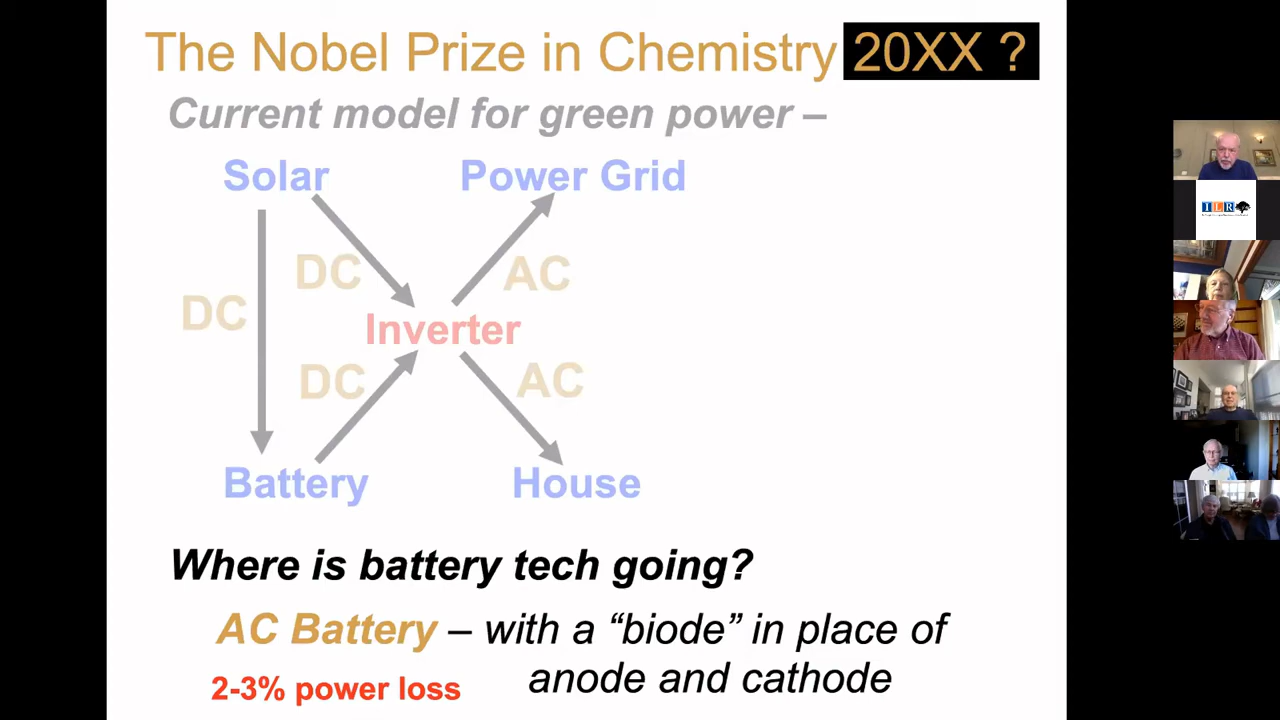 The Nobel Prize in Chemistry 20XX ?
Current model for green power –
Solar
Power Grid
DC
AC
DC
Inverter
DC
AC
Battery
House
Where is battery tech going?
AC Battery – with a “biode” in place of
anode and cathode
2-3% power loss
ILR